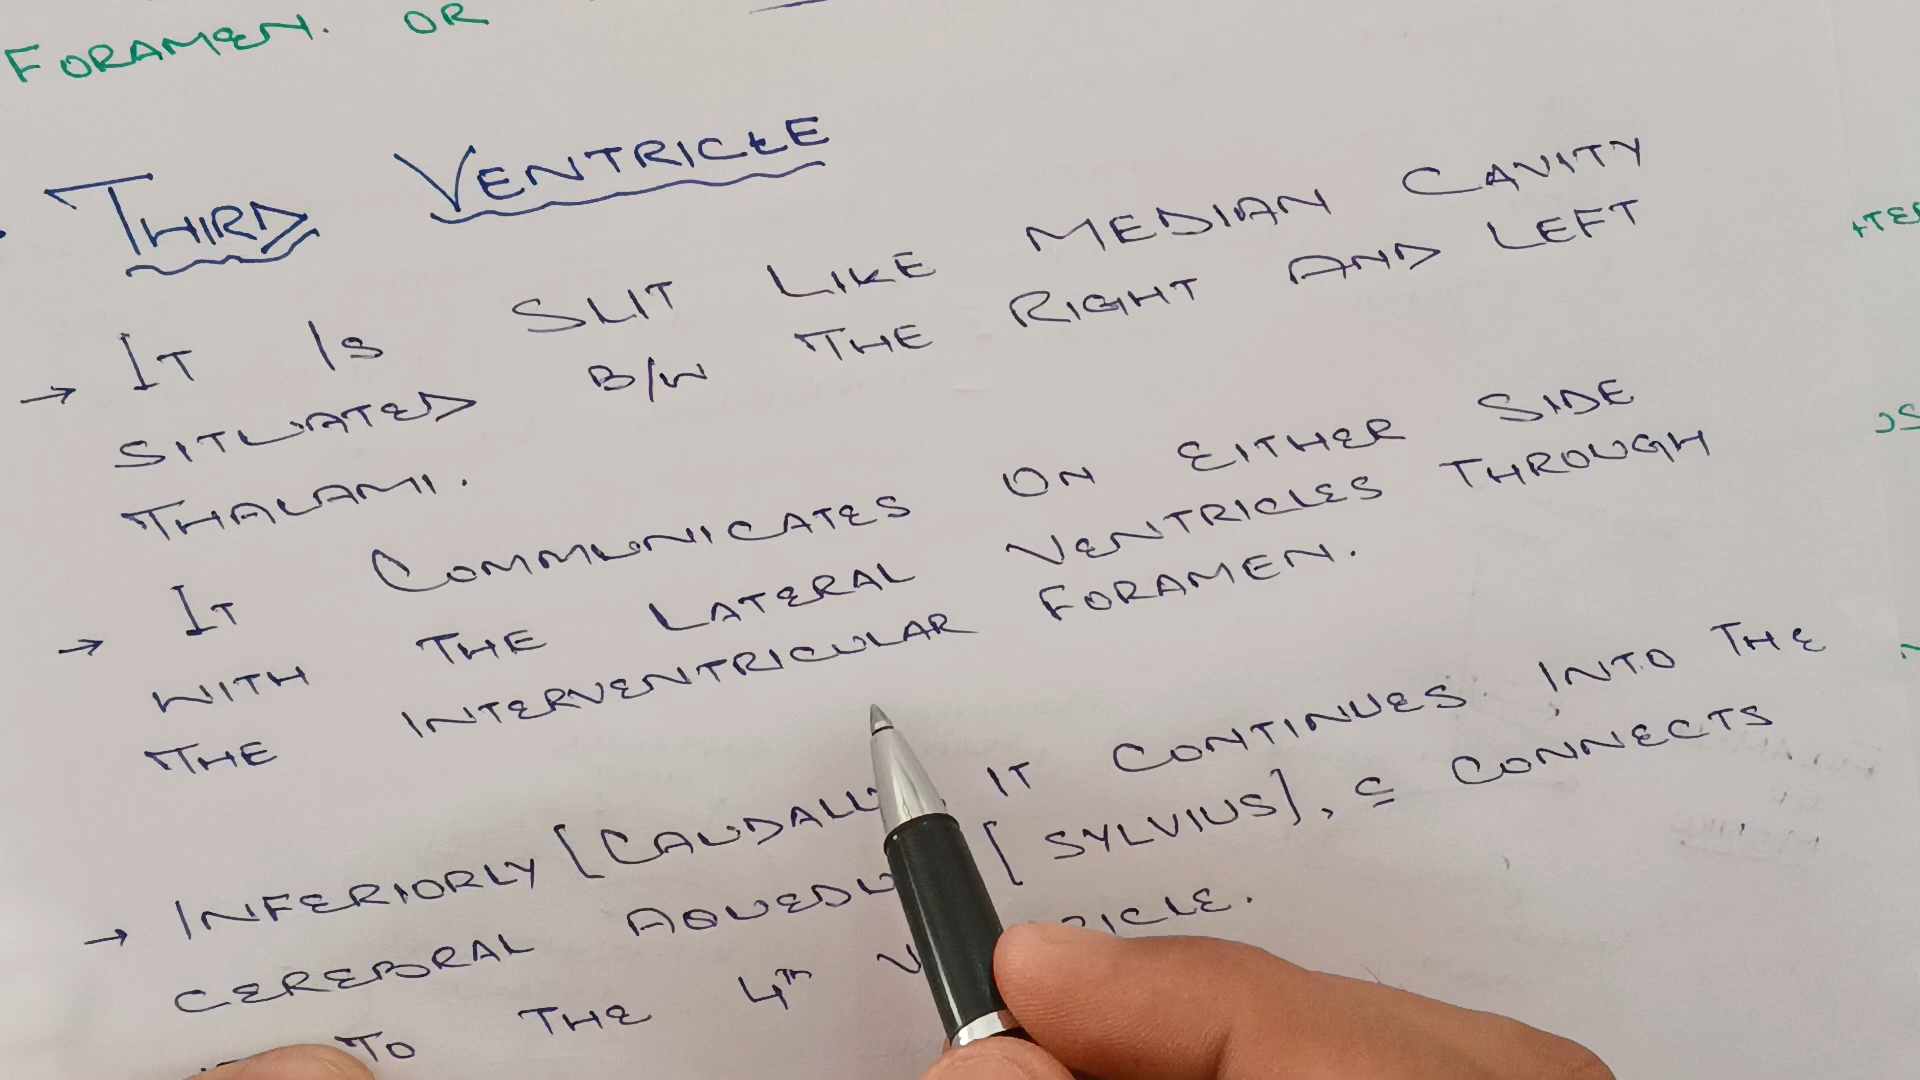 FORAMEN. OR
THIRD VENTRICLE
→ IT IS SLIT LIKE MEDIAN CAVITY
SITUATED B/W THE RIGHT AND LEFT
THALAMI.
→ IT COMMUNICATES ON EITHER SIDE
WITH THE LATERAL VENTRICLES THROUGH
THE INTERVENTRICULAR FORAMEN.
→ INFERIORLY [CAUDALLY IT CONTINUES INTO THE
CEREBRAL [SYLVIUS], C CONNECTS
TO THE 4TH